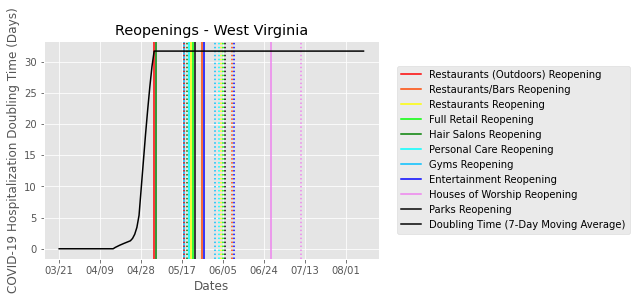 Reopenings - West Virginia
COVID-19 Hospitalization Doubling Time (Days)
30
25
20
15
10
5
0
03/21 04/09 04/28 05/17 06/05 06/24 07/13 08/01
Dates
Restaurants (Outdoors) Reopening
Restaurants/Bars Reopening
Restaurants Reopening
Full Retail Reopening
Hair Salons Reopening
Personal Care Reopening
Gyms Reopening
Entertainment Reopening
Houses of Worship Reopening
Parks Reopening
Doubling Time (7-Day Moving Average)